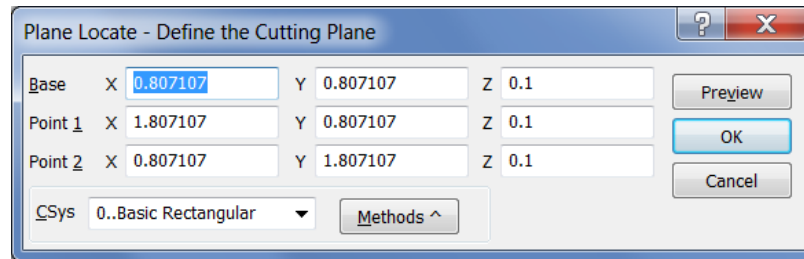 Plane Locate - Define the Cutting Plane ? X
Base X 0.807107 Y 0.807107 Z 0.1 Preview
Point 1 X 1.807107 Y 0.807107 Z 0.1 OK
Point 2 X 0.807107 Y 1.807107 Z 0.1 Cancel
CSys 0..Basic Rectangular Methods ^